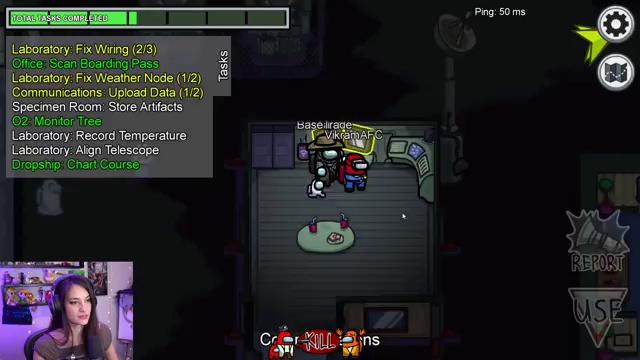 TOTAL TASKS COMPLETED
Ping: 50 ms
Laboratory: Fix Wiring (2/3)
Office: Scan Boarding Pass
Laboratory: Fix Weather Node (1/2)
Communications: Upload Data (1/2)
Specimen Room: Store Artifacts
O2: Monitor Tree
Laboratory: Record Temperature
Laboratory: Align Telescope
Dropship: Chart Course
Tasks
VikramAFC
REPORT
USE
KILL